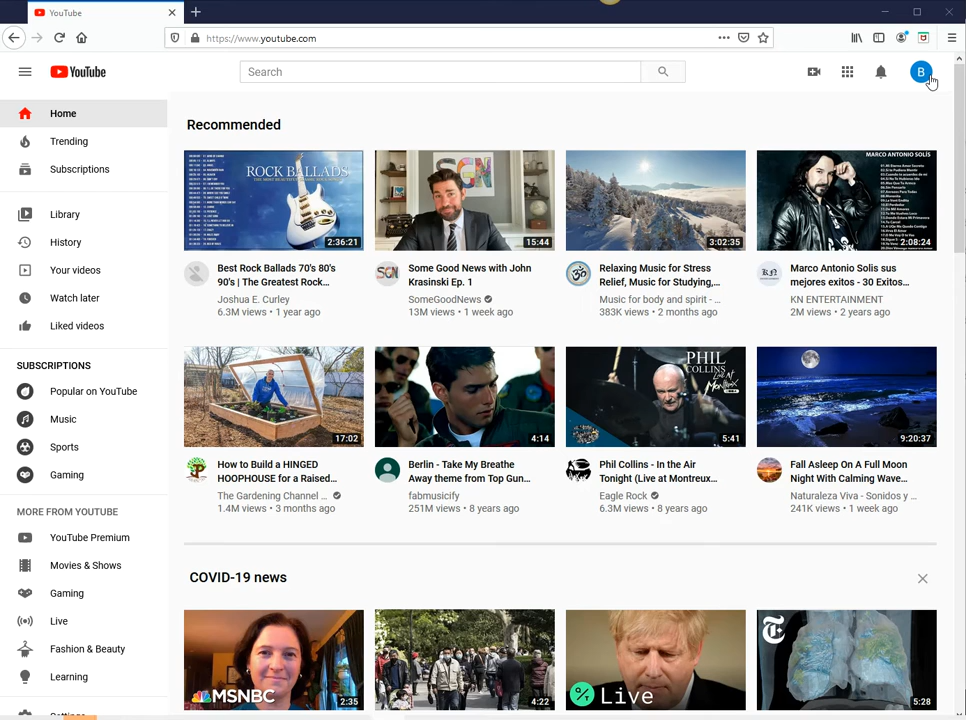 YouTube
https://www.youtube.com
YouTube
Search
B
Home
Trending
Subscriptions
Library
History
Your videos
Watch later
Liked videos
SUBSCRIPTIONS
Popular on YouTube
Music
Sports
Gaming
MORE FROM YOUTUBE
YouTube Premium
Movies & Shows
Gaming
Live
Fashion & Beauty
Learning
Settings
Recommended
ROCK BALLADS
2:36:21
Best Rock Ballads 70's 80's
90's | The Greatest Rock...
Joshua E. Curley
6.3M views • 1 year ago
SGN
15:44
SGN
Some Good News with John
Krasinski Ep. 1
SomeGoodNews
13M views • 1 week ago
3:02:35
Relaxing Music for Stress
Relief, Music for Studying,...
Music for body and spirit - ...
383K views • 2 months ago
MARCO ANTONIO SOLIS
2:08:24
KN
Marco Antonio Solis sus
mejores exitos - 30 Exitos...
KN ENTERTAINMENT
2M views • 2 years ago
17:02
How to Build a HINGED
HOOPHOUSE for a Raised...
The Gardening Channel ...
1.4M views • 3 months ago
4:14
Berlin - Take My Breathe
Away theme from Top Gun...
fabmusicify
251M views • 8 years ago
PHIL
COLLINS
Live At
Montreux
5:41
Phil Collins - In the Air
Tonight (Live at Montreux...
Eagle Rock
6.3M views • 8 years ago
9:20:37
Fall Asleep On A Full Moon
Night With Calming Wave...
Naturaleza Viva - Sonidos y ...
241K views • 1 week ago
COVID-19 news
MSNBC
2:35
4:22
Live
5:28